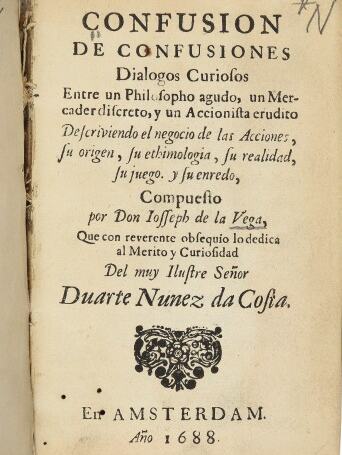 *N
CONFUSION
DE CONFUSIONES
Dialogos Curiosos
Entre un Philosopho agudo, un Mer-
cader discreto, y un Accionista erudito
Descriviendo el negocio de las Acciones,
su origen, su ethimologia, su realidad,
su juego. y su enredo,
Compuesto
por Don Iosseph de la Vega,
Que con reverente obsequio lo dedica
al Merito y Curiosidad
Del muy Ilustre Señor
Duarte Nunez da Costa.
En AMSTERDAM.
Año 1688.